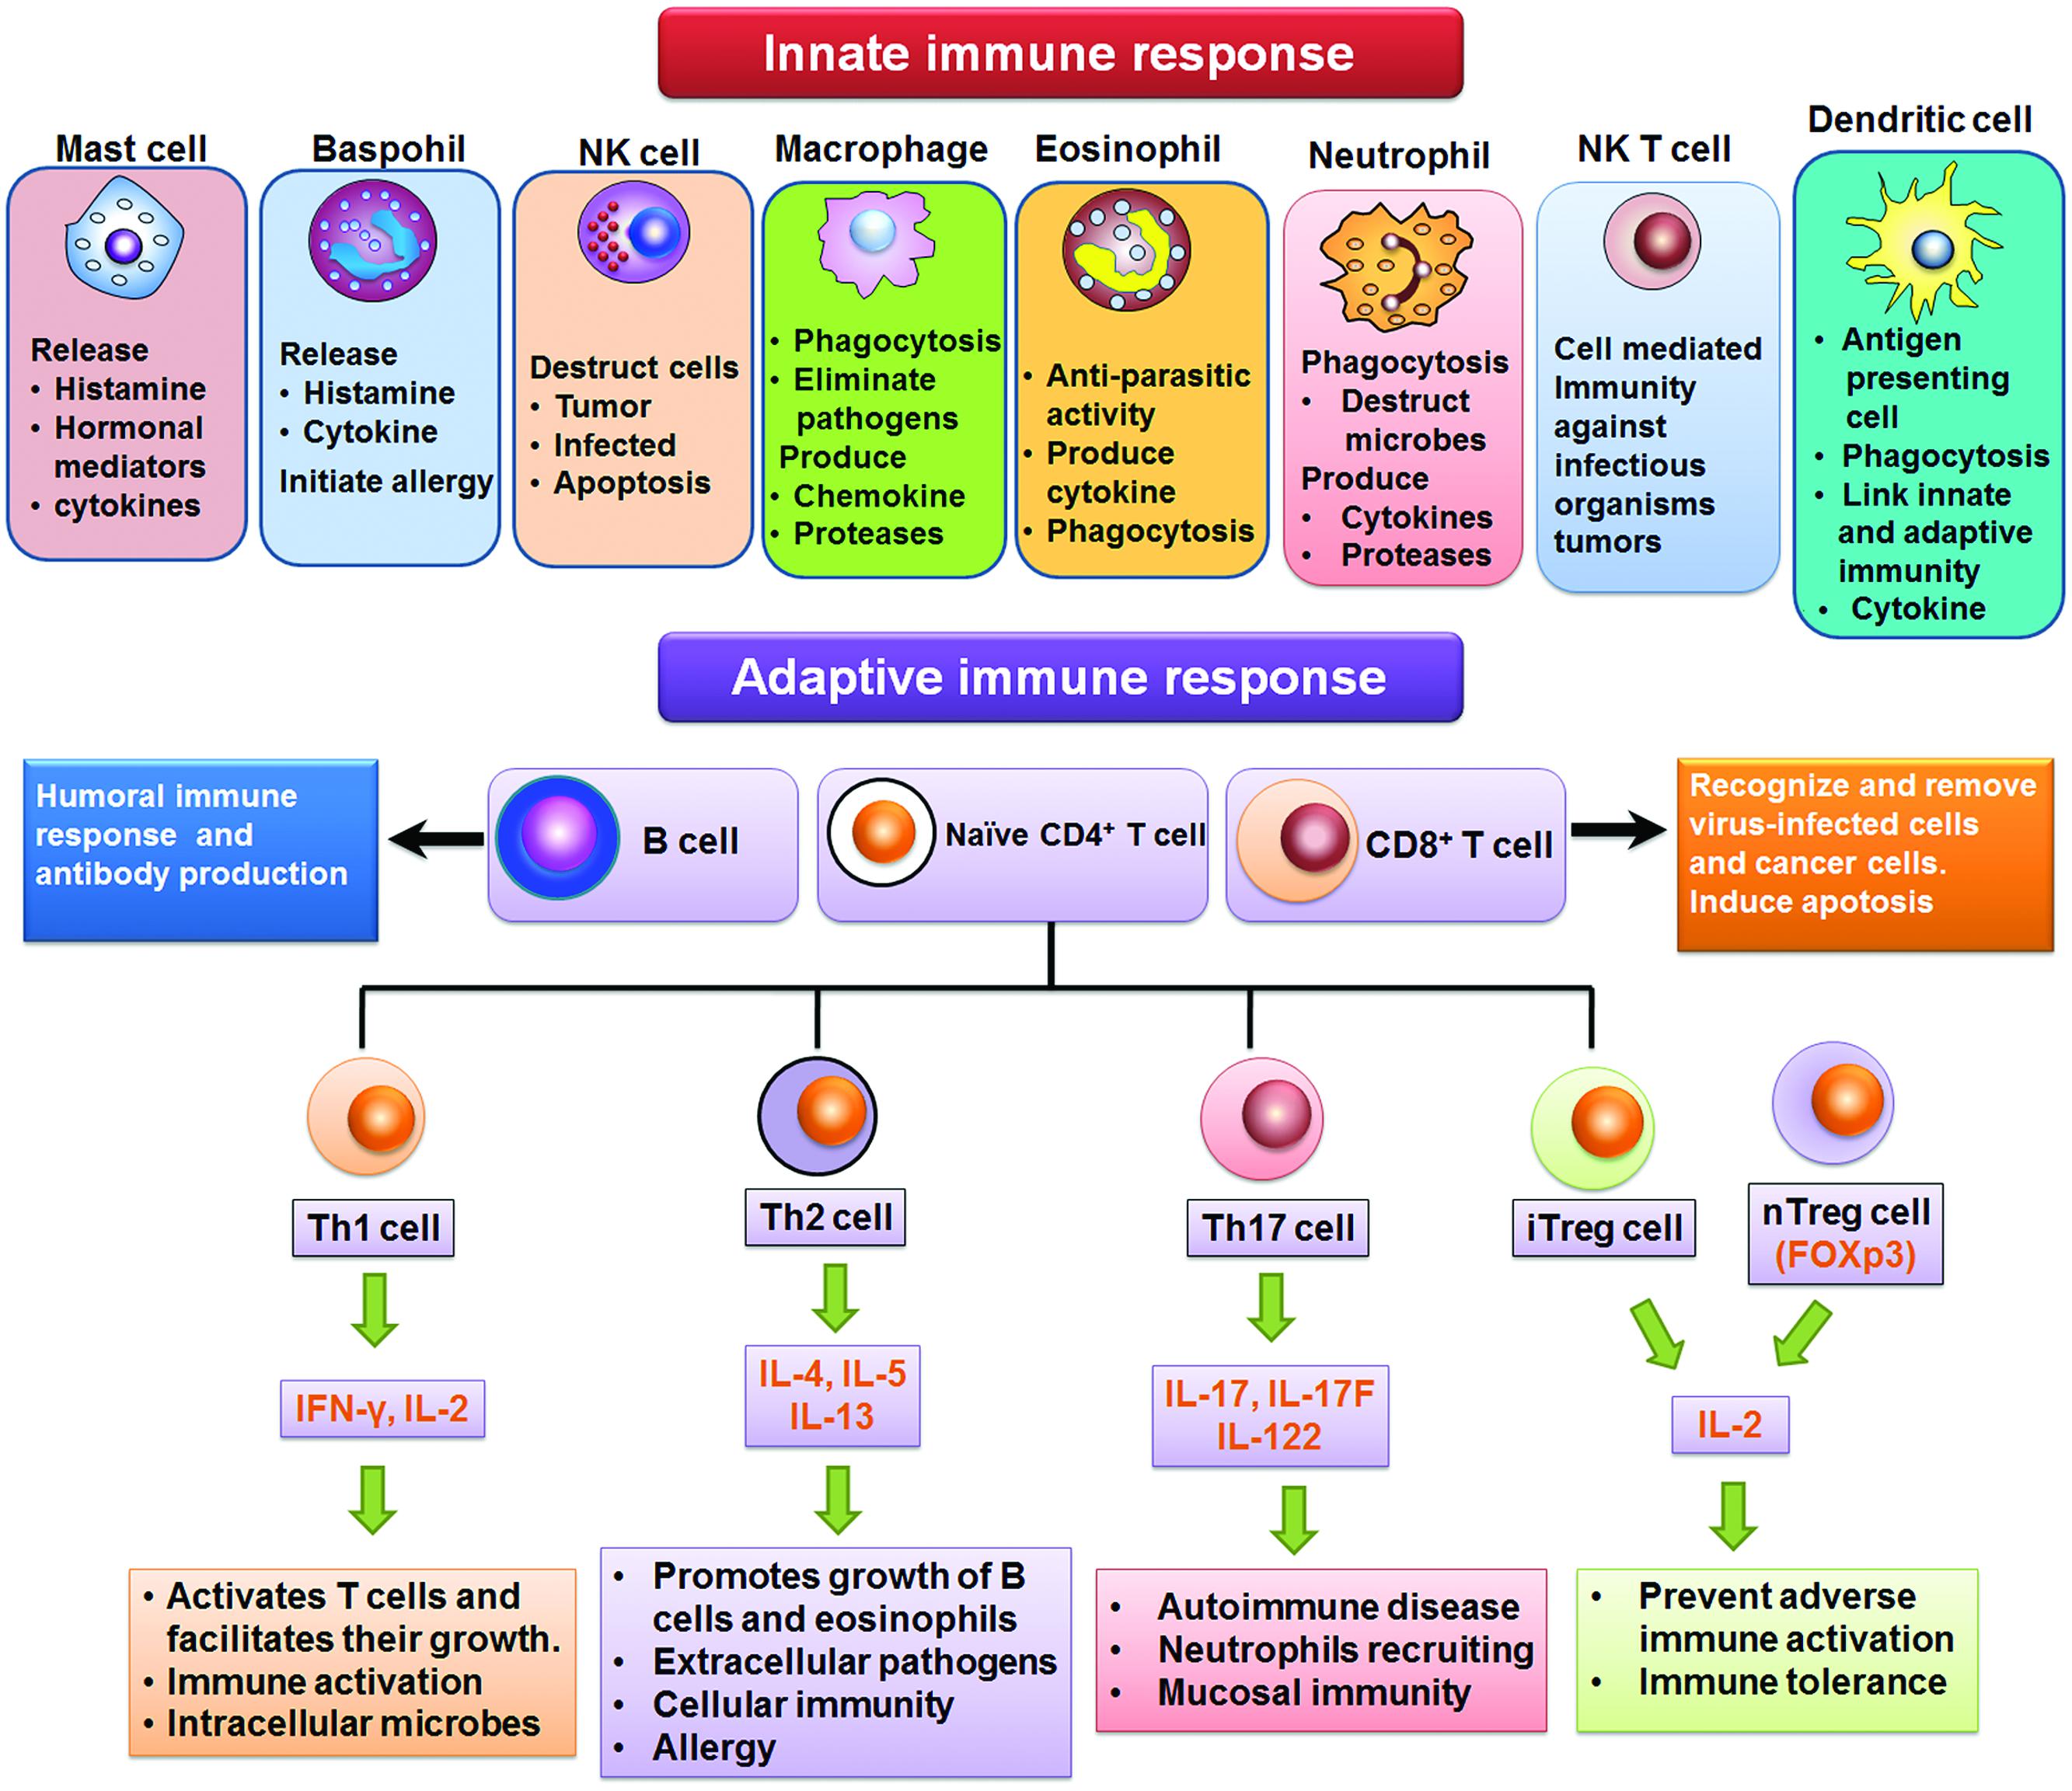 Innate immune response
Mast cell
Release
• Histamine
• Hormonal
mediators
• cytokines
Baspohil
Release
• Histamine
• Cytokine
Initiate allergy
NK cell
Destruct cells
• Tumor
• Infected
• Apoptosis
Macrophage
• Phagocytosis
• Eliminate
pathogens
Produce
• Chemokine
• Proteases
Eosinophil
• Anti-parasitic
activity
• Produce
cytokine
• Phagocytosis
Neutrophil
Phagocytosis
• Destruct
microbes
Produce
• Cytokines
• Proteases
NK T cell
Cell mediated
Immunity
against
infectious
organisms
tumors
Dendritic cell
• Antigen
presenting
cell
• Phagocytosis
• Link innate
and adaptive
immunity
• Cytokine
Adaptive immune response
Humoral immune
response and
antibody production
B cell
Naïve CD4⁺ T cell
CD8⁺ T cell
Recognize and remove
virus-infected cells
and cancer cells.
Induce apotosis
Th1 cell
IFN-γ, IL-2
• Activates T cells and
facilitates their growth.
• Immune activation
• Intracellular microbes
Th2 cell
IL-4, IL-5
IL-13
• Promotes growth of B
cells and eosinophils
• Extracellular pathogens
• Cellular immunity
• Allergy
Th17 cell
IL-17, IL-17F
IL-122
• Autoimmune disease
• Neutrophils recruiting
• Mucosal immunity
iTreg cell
nTreg cell
(FOXp3)
IL-2
• Prevent adverse
immune activation
• Immune tolerance